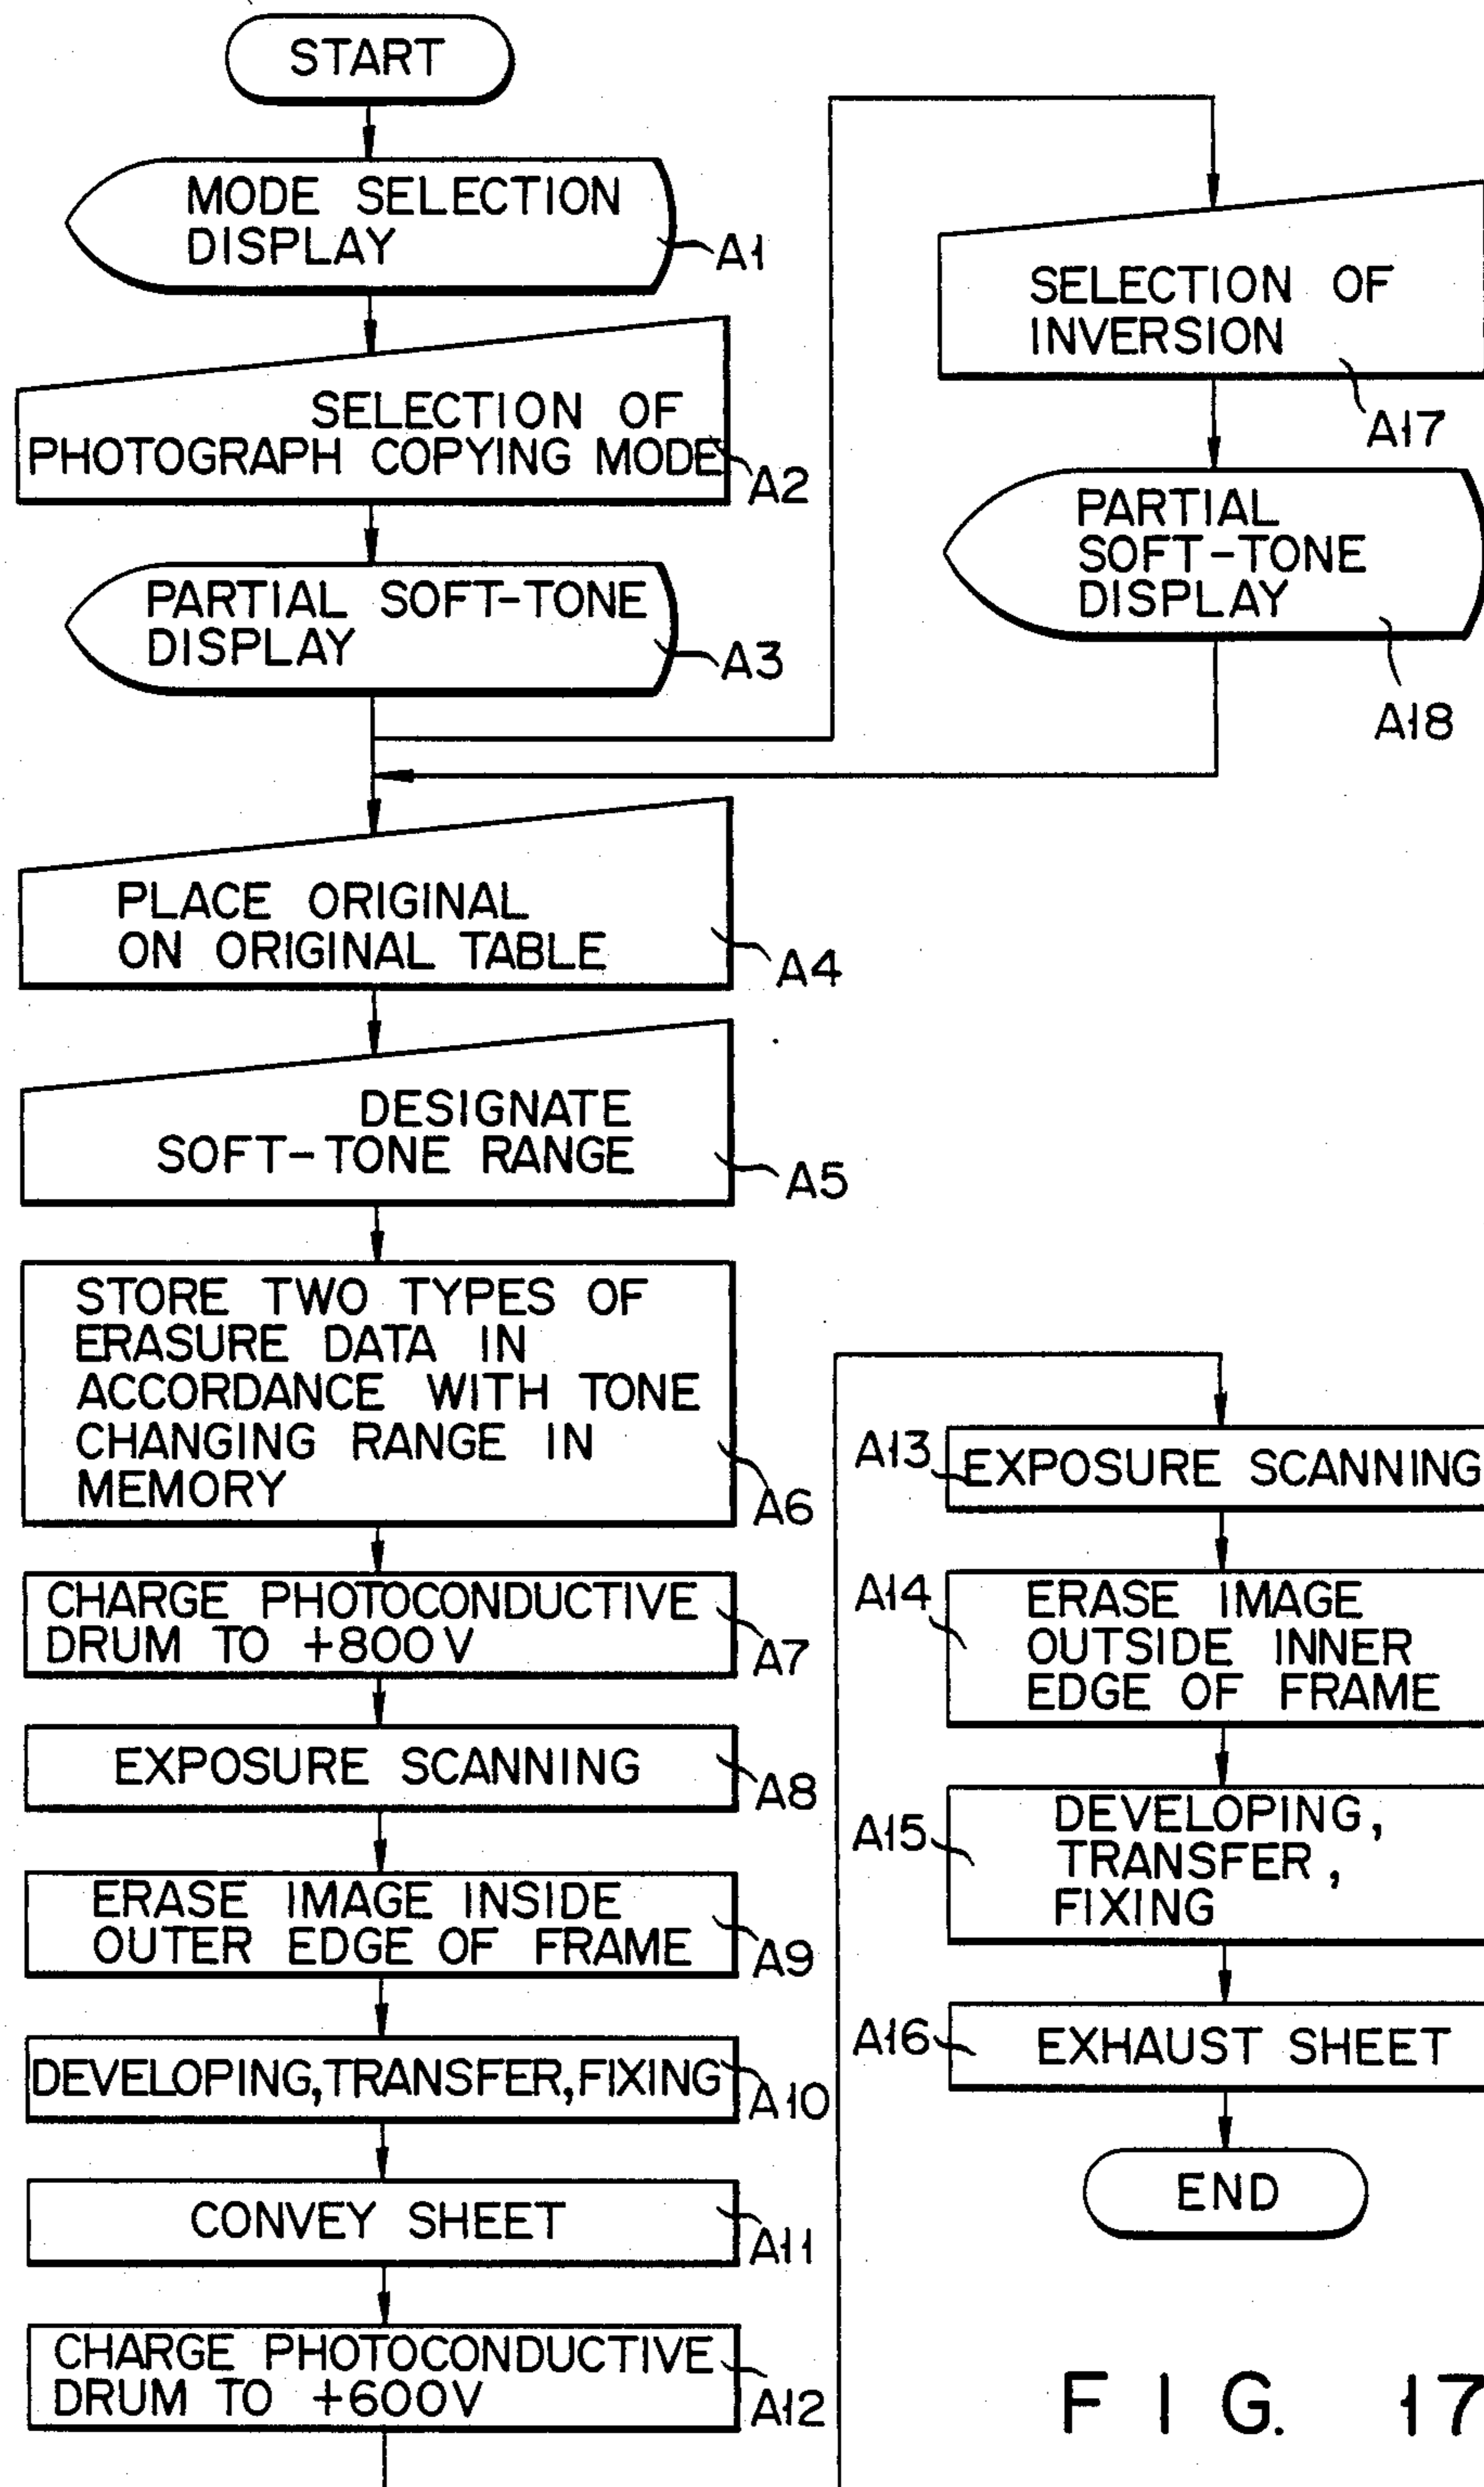 START
MODE SELECTION
DISPLAY
A1
SELECTION OF
PHOTOGRAPH COPYING MODE
A2
PARTIAL SOFT-TONE
DISPLAY
A3
SELECTION OF
INVERSION
A17
PARTIAL
SOFT-TONE
DISPLAY
A18
PLACE ORIGINAL
ON ORIGINAL TABLE
A4
DESIGNATE
SOFT-TONE RANGE
A5
STORE TWO TYPES OF
ERASURE DATA IN
ACCORDANCE WITH TONE
CHANGING RANGE IN
MEMORY
A6
CHARGE PHOTOCONDUCTIVE
DRUM TO +800V
A7
EXPOSURE SCANNING
A8
ERASE IMAGE INSIDE
OUTER EDGE OF FRAME
A9
DEVELOPING, TRANSFER, FIXING
A10
CONVEY SHEET
A11
CHARGE PHOTOCONDUCTIVE
DRUM TO +600V
A12
A13
EXPOSURE SCANNING
A14
ERASE IMAGE
OUTSIDE INNER
EDGE OF FRAME
A15
DEVELOPING,
TRANSFER,
FIXING
A16
EXHAUST SHEET
END
FIG. 17